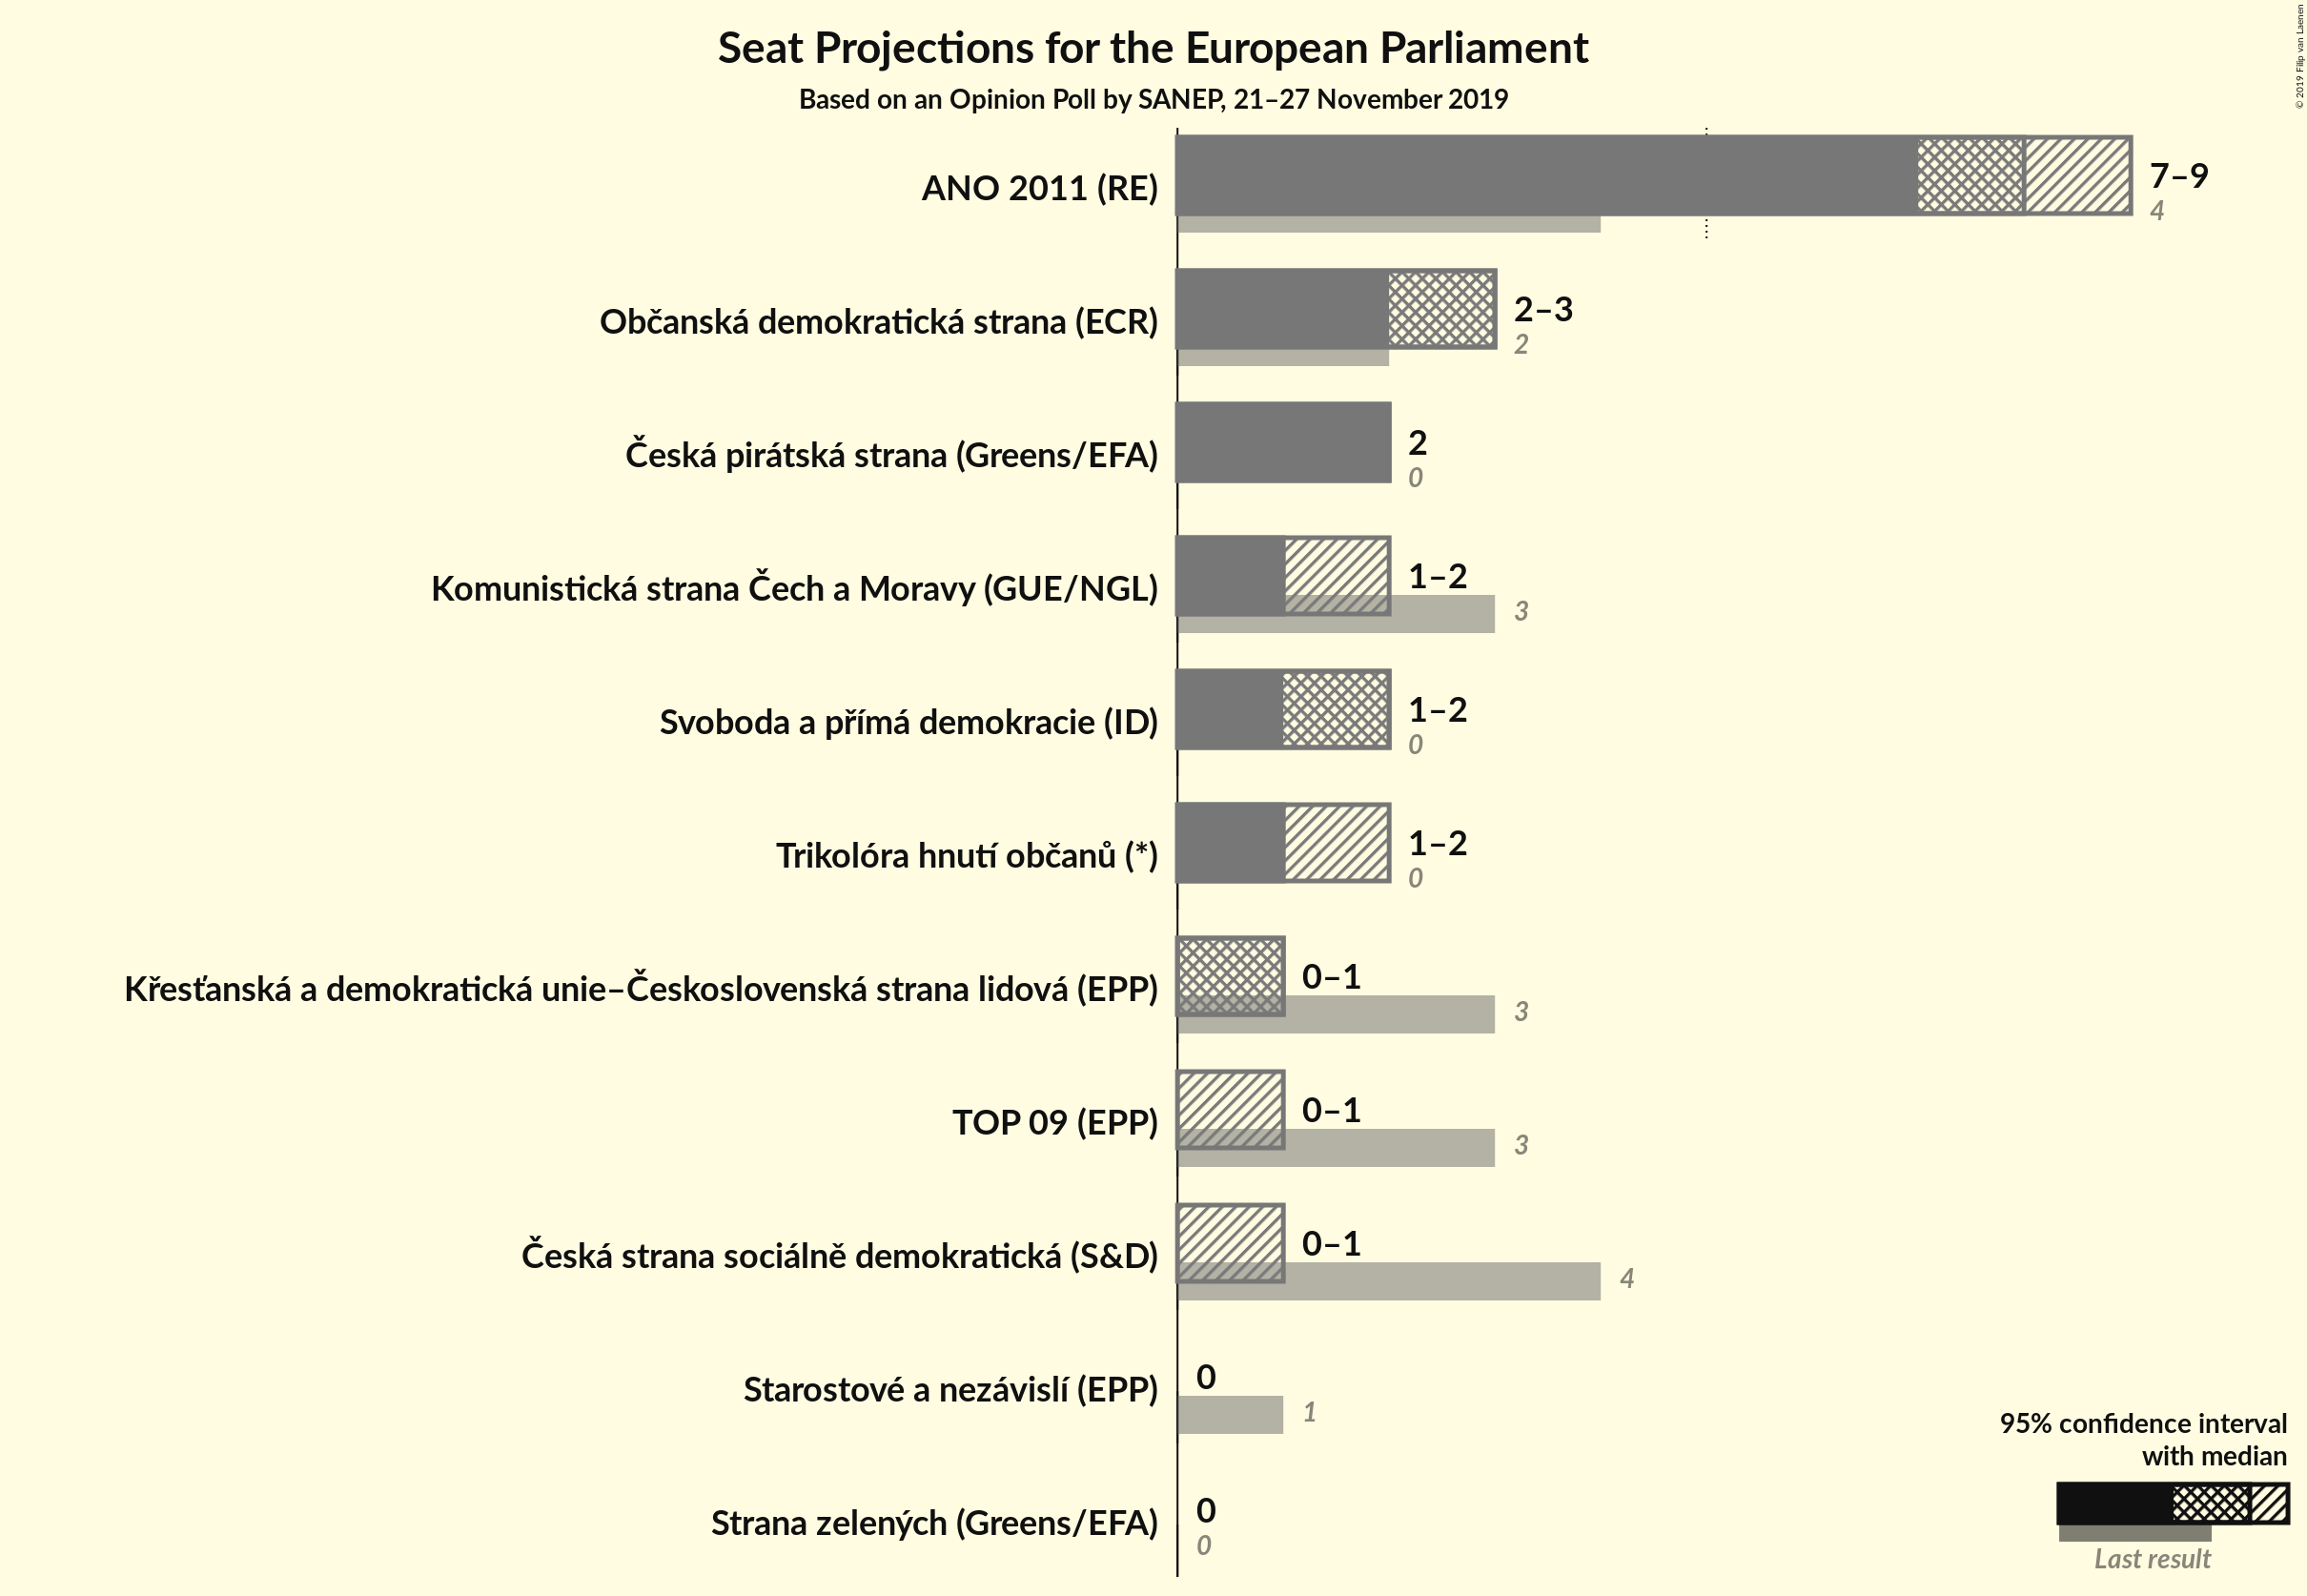 Seat Projections for the European Parliament
Based on an Opinion Poll by SANEP, 21–27 November 2019
© 2019 Filip van Laenen
ANO 2011 (RE)
7–9
4
Občanská demokratická strana (ECR)
2–3
2
Česká pirátská strana (Greens/EFA)
2
0
Komunistická strana Čech a Moravy (GUE/NGL)
1–2
3
Svoboda a přímá demokracie (ID)
1–2
0
Trikolóra hnutí občanů (*)
1–2
0
Křesťanská a demokratická unie–Československá strana lidová (EPP)
0–1
3
TOP 09 (EPP)
0–1
3
Česká strana sociálně demokratická (S&D)
0–1
4
Starostové a nezávislí (EPP)
0
1
Strana zelených (Greens/EFA)
0
0
95% confidence interval
with median
Last result